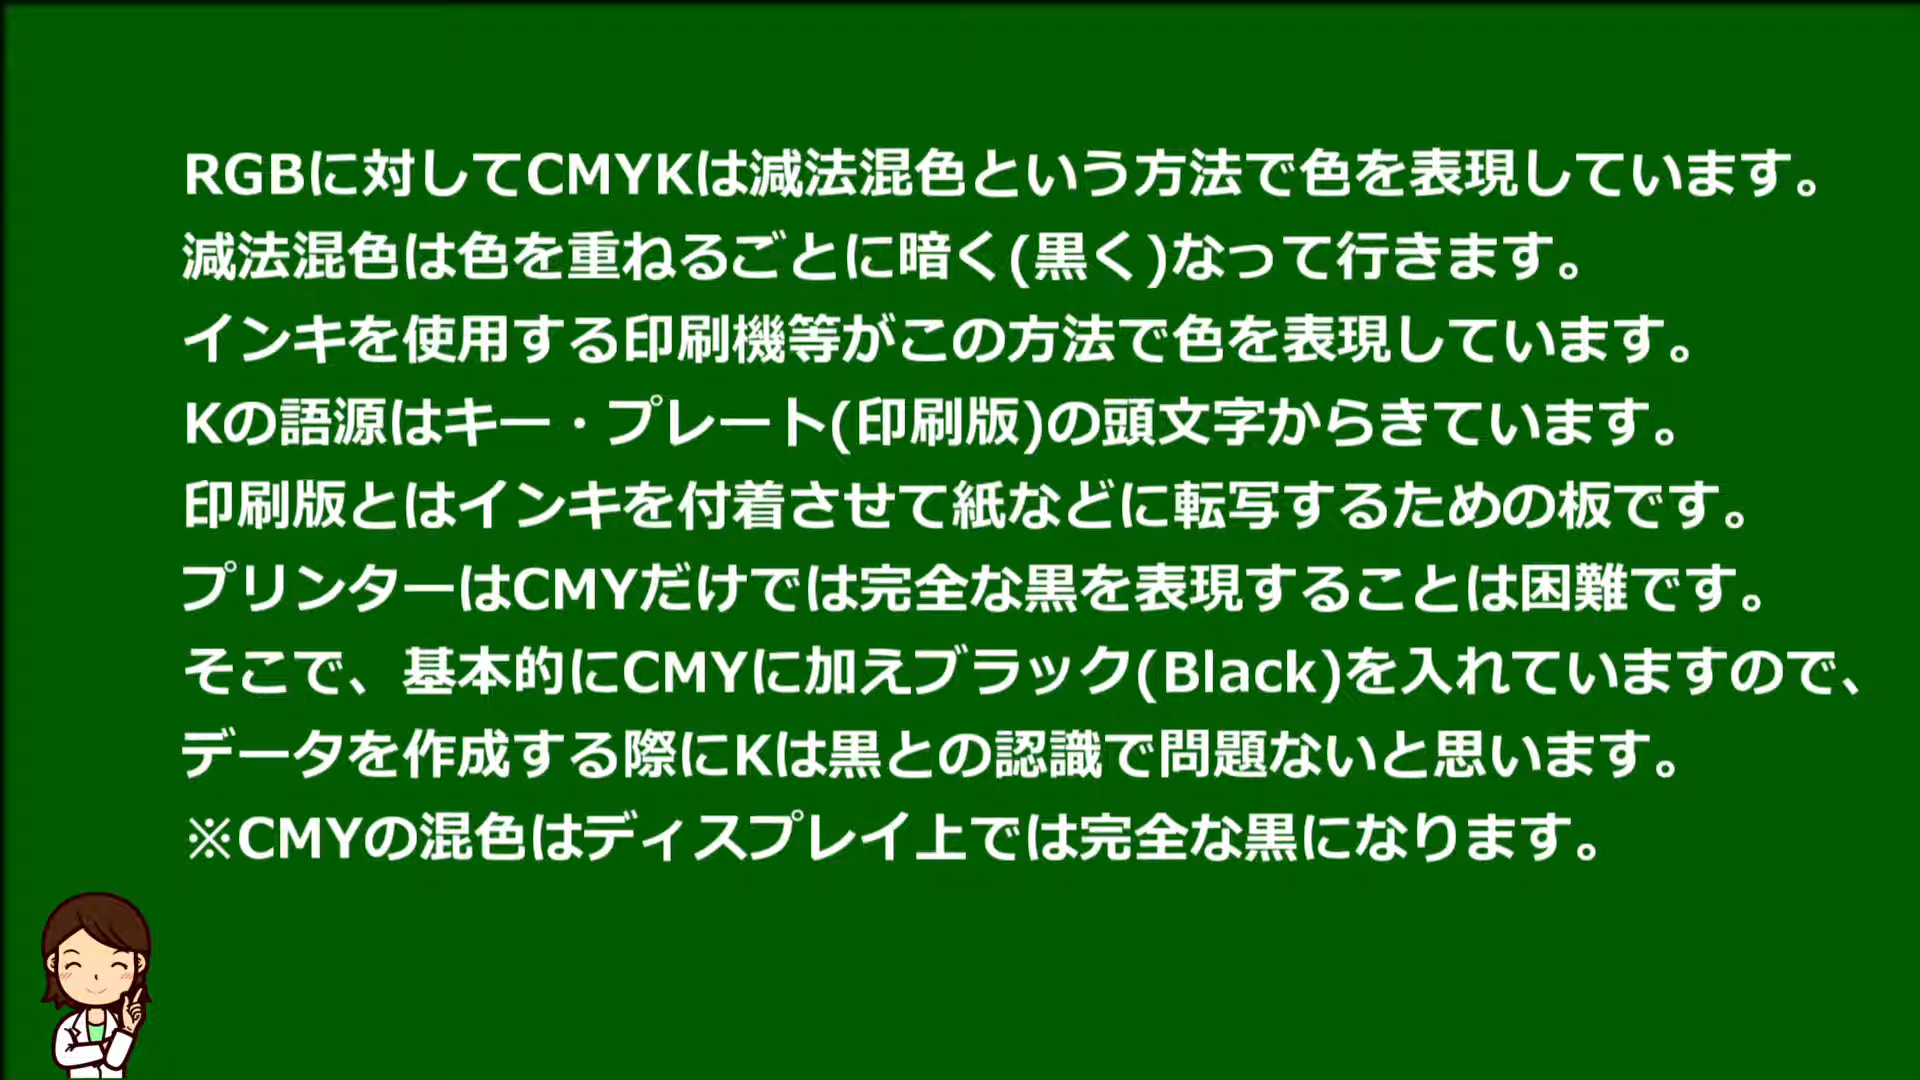 RGBに対してCMYKは減法混色という方法で色を表現しています。
減法混色は色を重ねるごとに暗く(黒く)なって行きます。
インキを使用する印刷機等がこの方法で色を表現しています。
Kの語源はキー・プレート(印刷版)の頭文字からきています。
印刷版とはインキを付着させて紙などに転写するための板です。
プリンターはCMYだけでは完全な黒を表現することは困難です。
そこで、基本的にCMYに加えブラック(Black)を入れていますので、
データを作成する際にKは黒との認識で問題ないと思います。
※CMYの混色はディスプレイ上では完全な黒になります。